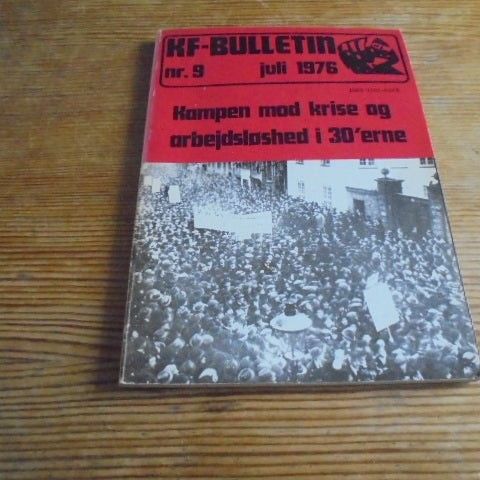 KF-BULLETIN
nr. 9 juli 1976
Kampen mod krise og
arbejdsløshed i 30'erne